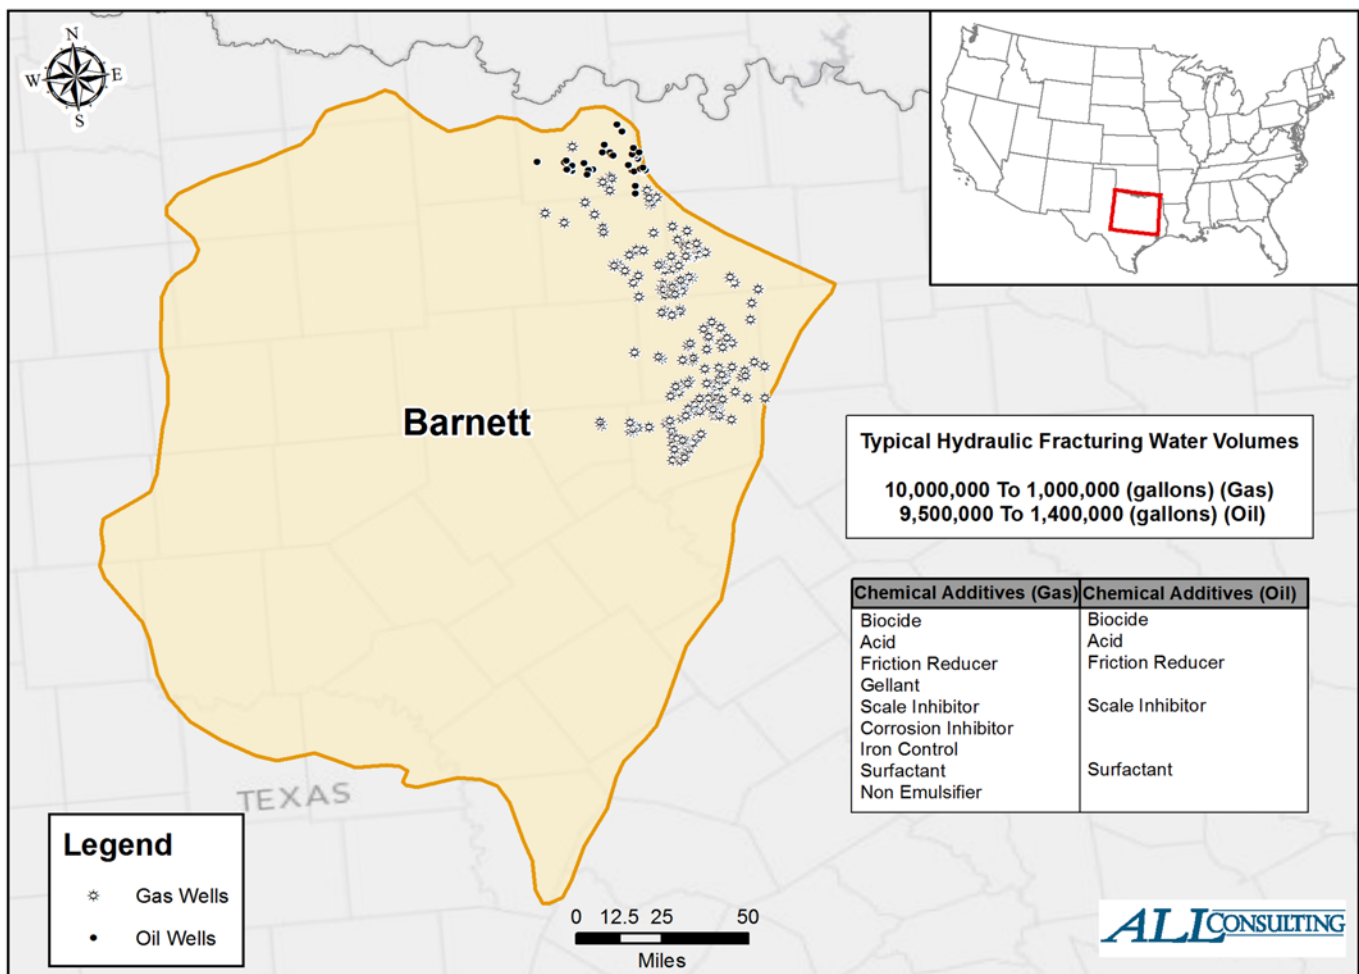 N
W E
S
Barnett
TEXAS
Typical Hydraulic Fracturing Water Volumes
10,000,000 To 1,000,000 (gallons) (Gas)
9,500,000 To 1,400,000 (gallons) (Oil)
Chemical Additives (Gas) Chemical Additives (Oil)
Biocide Biocide
Acid Acid
Friction Reducer Friction Reducer
Gellant
Scale Inhibitor Scale Inhibitor
Corrosion Inhibitor
Iron Control
Surfactant Surfactant
Non Emulsifier
Legend
Gas Wells
Oil Wells
0 12.5 25 50
Miles
ALL CONSULTING